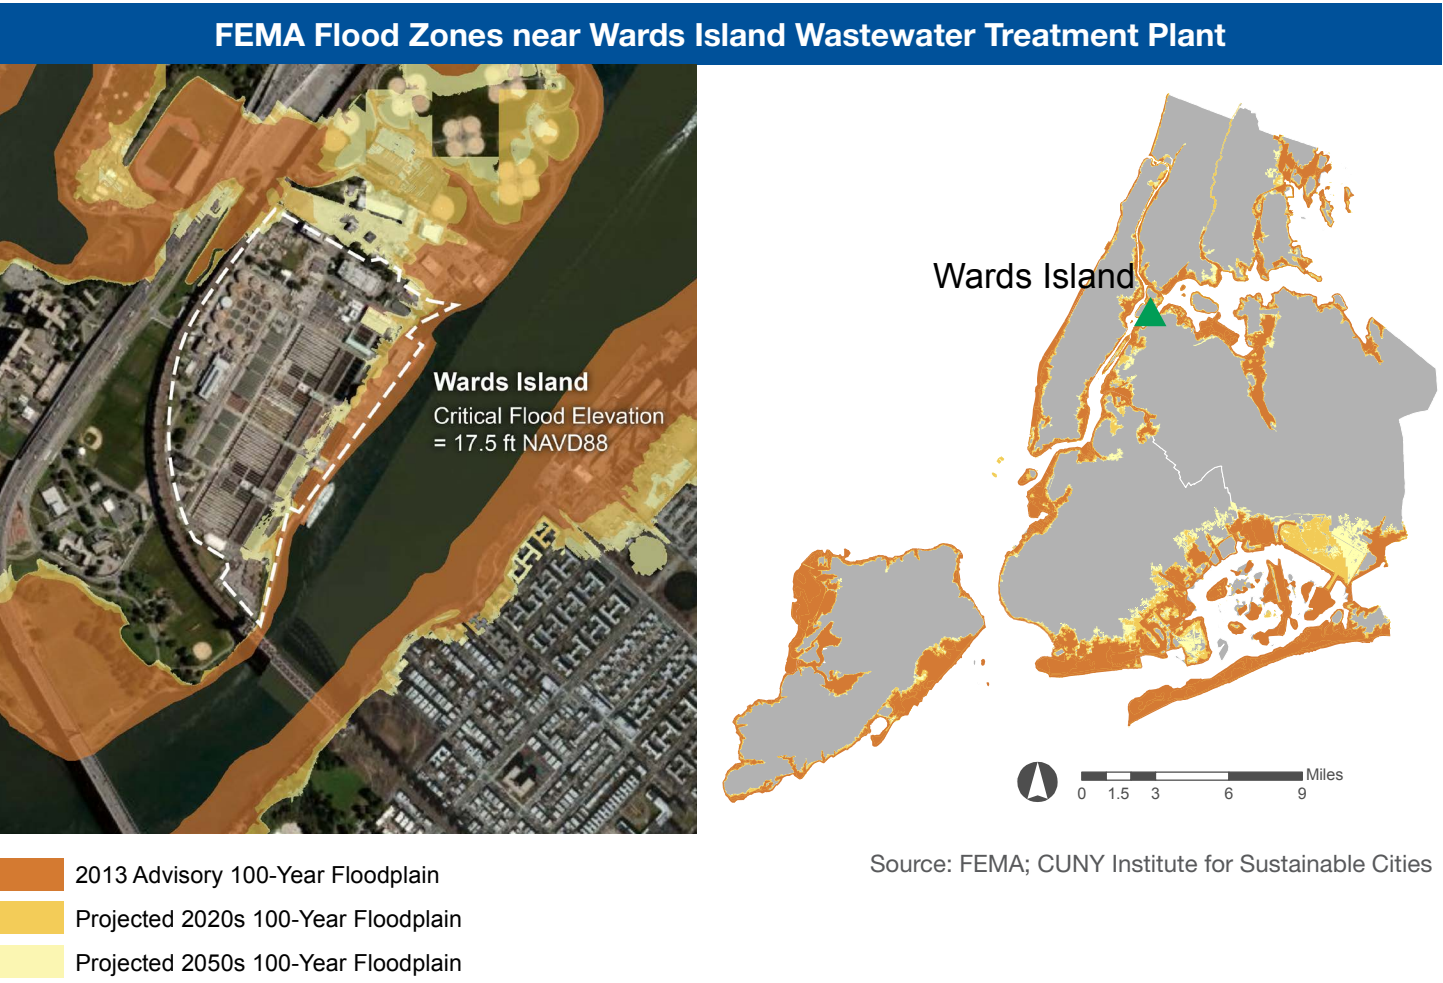 FEMA Flood Zones near Wards Island Wastewater Treatment Plant
Wards Island
Critical Flood Elevation
= 17.5 ft NAVD88
Wards Island
Miles
0 1.5 3 6 9
2013 Advisory 100-Year Floodplain
Projected 2020s 100-Year Floodplain
Projected 2050s 100-Year Floodplain
Source: FEMA; CUNY Institute for Sustainable Cities